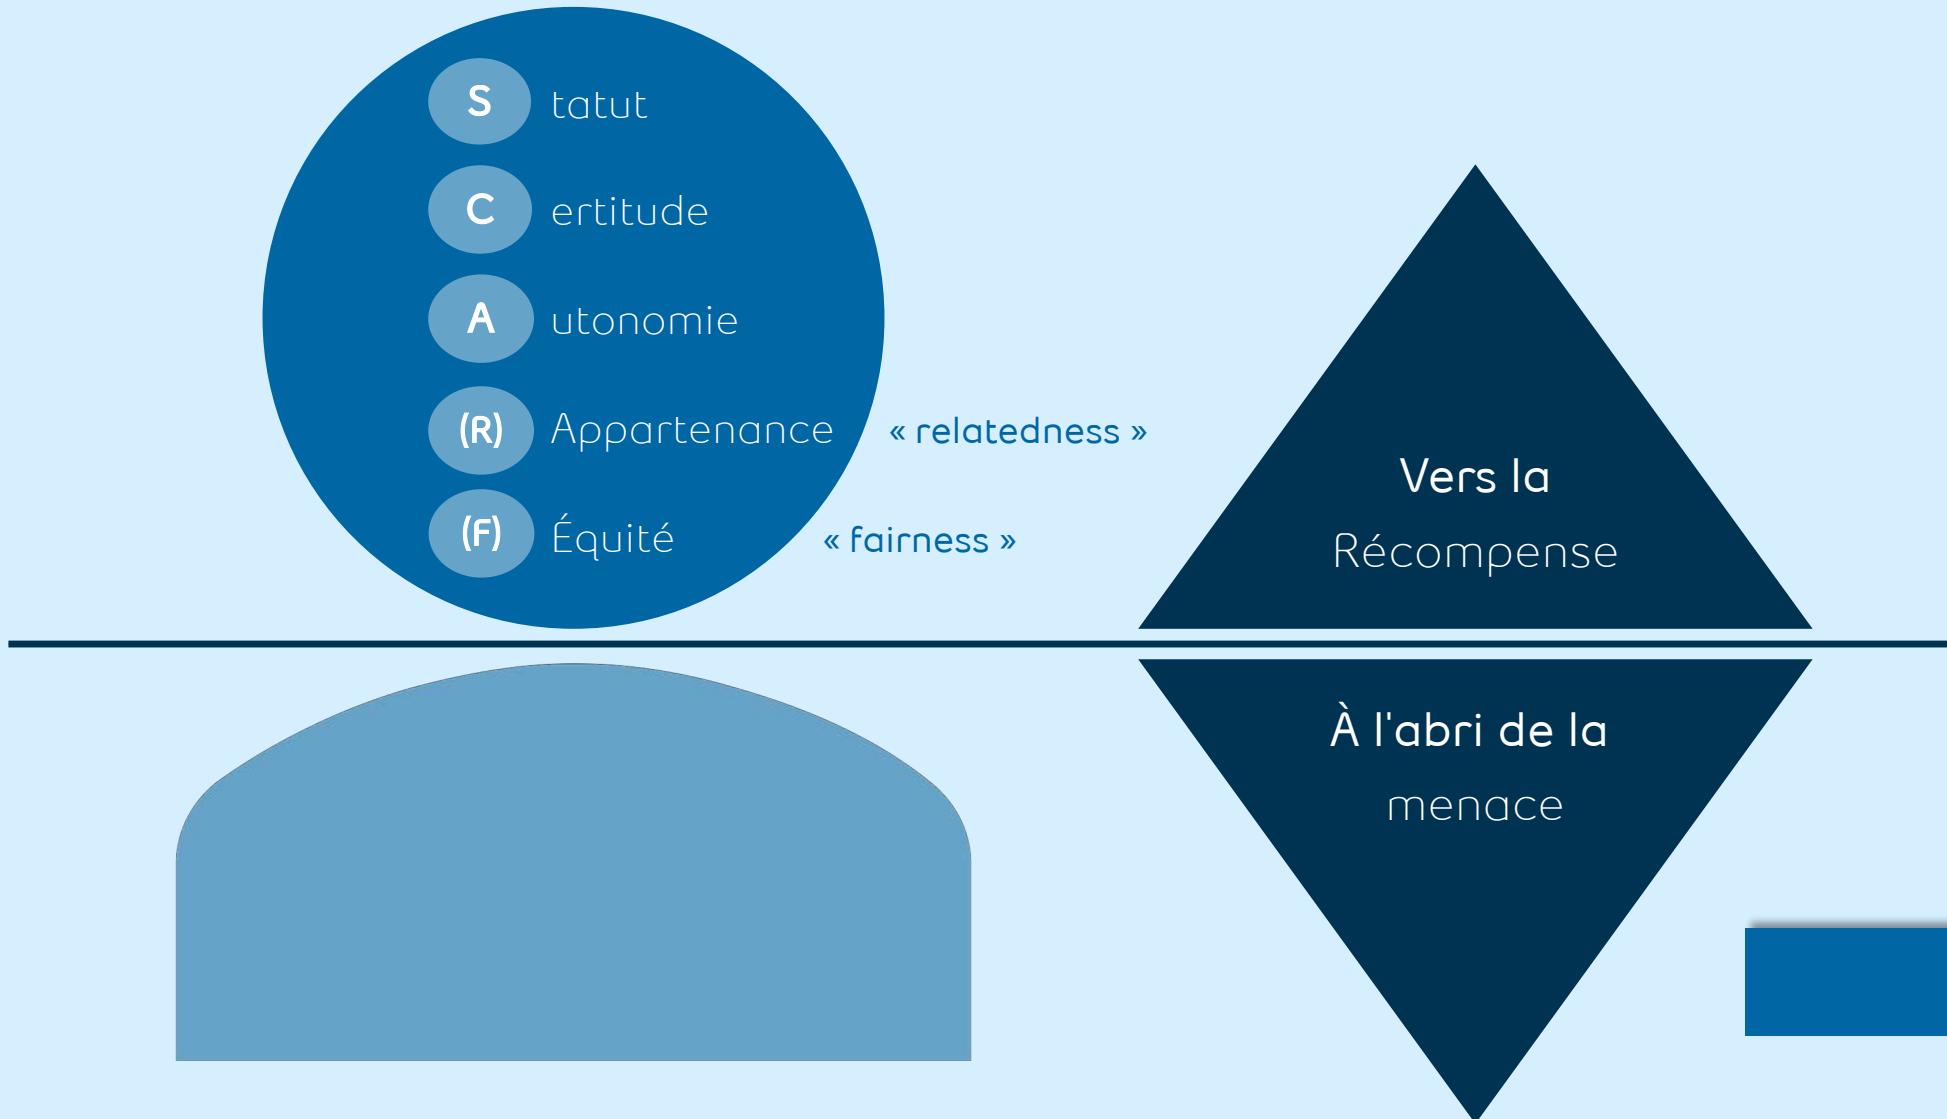 S tatut
C ertitude
A utonomie
(R) Appartenance « relatedness »
(F) Équité « fairness »
Vers la
Récompense
À l'abri de la
menace